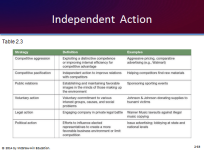 Independent Action
Table 2.3
Strategy Definition Examples
Competitive aggression Exploiting a distinctive competence Aggressive pricing, comparative
or improving internal efficiency for advertising (e.g., Walmart)
competitive advantage
Competitive pacification Independent action to improve relations Helping competitors find raw materials
with competitors
Public relations Establishing and maintaining favorable Sponsoring sporting events
images in the minds of those making up
the environment
Voluntary action Voluntary commitment to various Johnson & Johnson donating supplies to
interest groups, causes, and social tsunami victims
problems
Legal action Engaging company in private legal battle Warner Music lawsuits against illegal
music copying
Political action Efforts to influence elected Issue advertising; lobbying at state and
representatives to create a more national levels
favorable business environment or limit
competition
© 2014 by McGraw-Hill Education